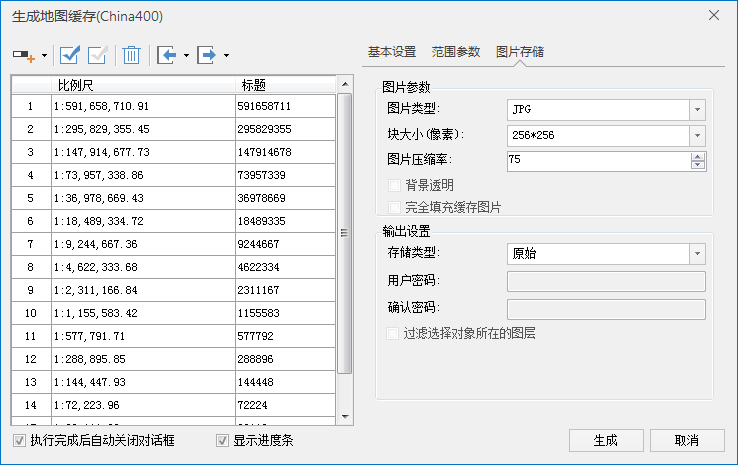 生成地图缓存(China400)
基本设置 范围参数 图片存储
比例尺 标题
1 1:591,658,710.91 591658711
2 1:295,829,355.45 295829355
3 1:147,914,677.73 147914678
4 1:73,957,338.86 73957339
5 1:36,978,669.43 36978669
6 1:18,489,334.72 18489335
7 1:9,244,667.36 9244667
8 1:4,622,333.68 4622334
9 1:2,311,166.84 2311167
10 1:1,155,583.42 1155583
11 1:577,791.71 577792
12 1:288,895.85 288896
13 1:144,447.93 144448
14 1:72,223.96 72224
执行完成后自动关闭对话框 显示进度条
图片参数
图片类型: JPG
块大小(像素): 256*256
图片压缩率: 75
背景透明
完全填充缓存图片
输出设置
存储类型: 原始
用户密码:
确认密码:
过滤选择对象所在的图层
生成 取消